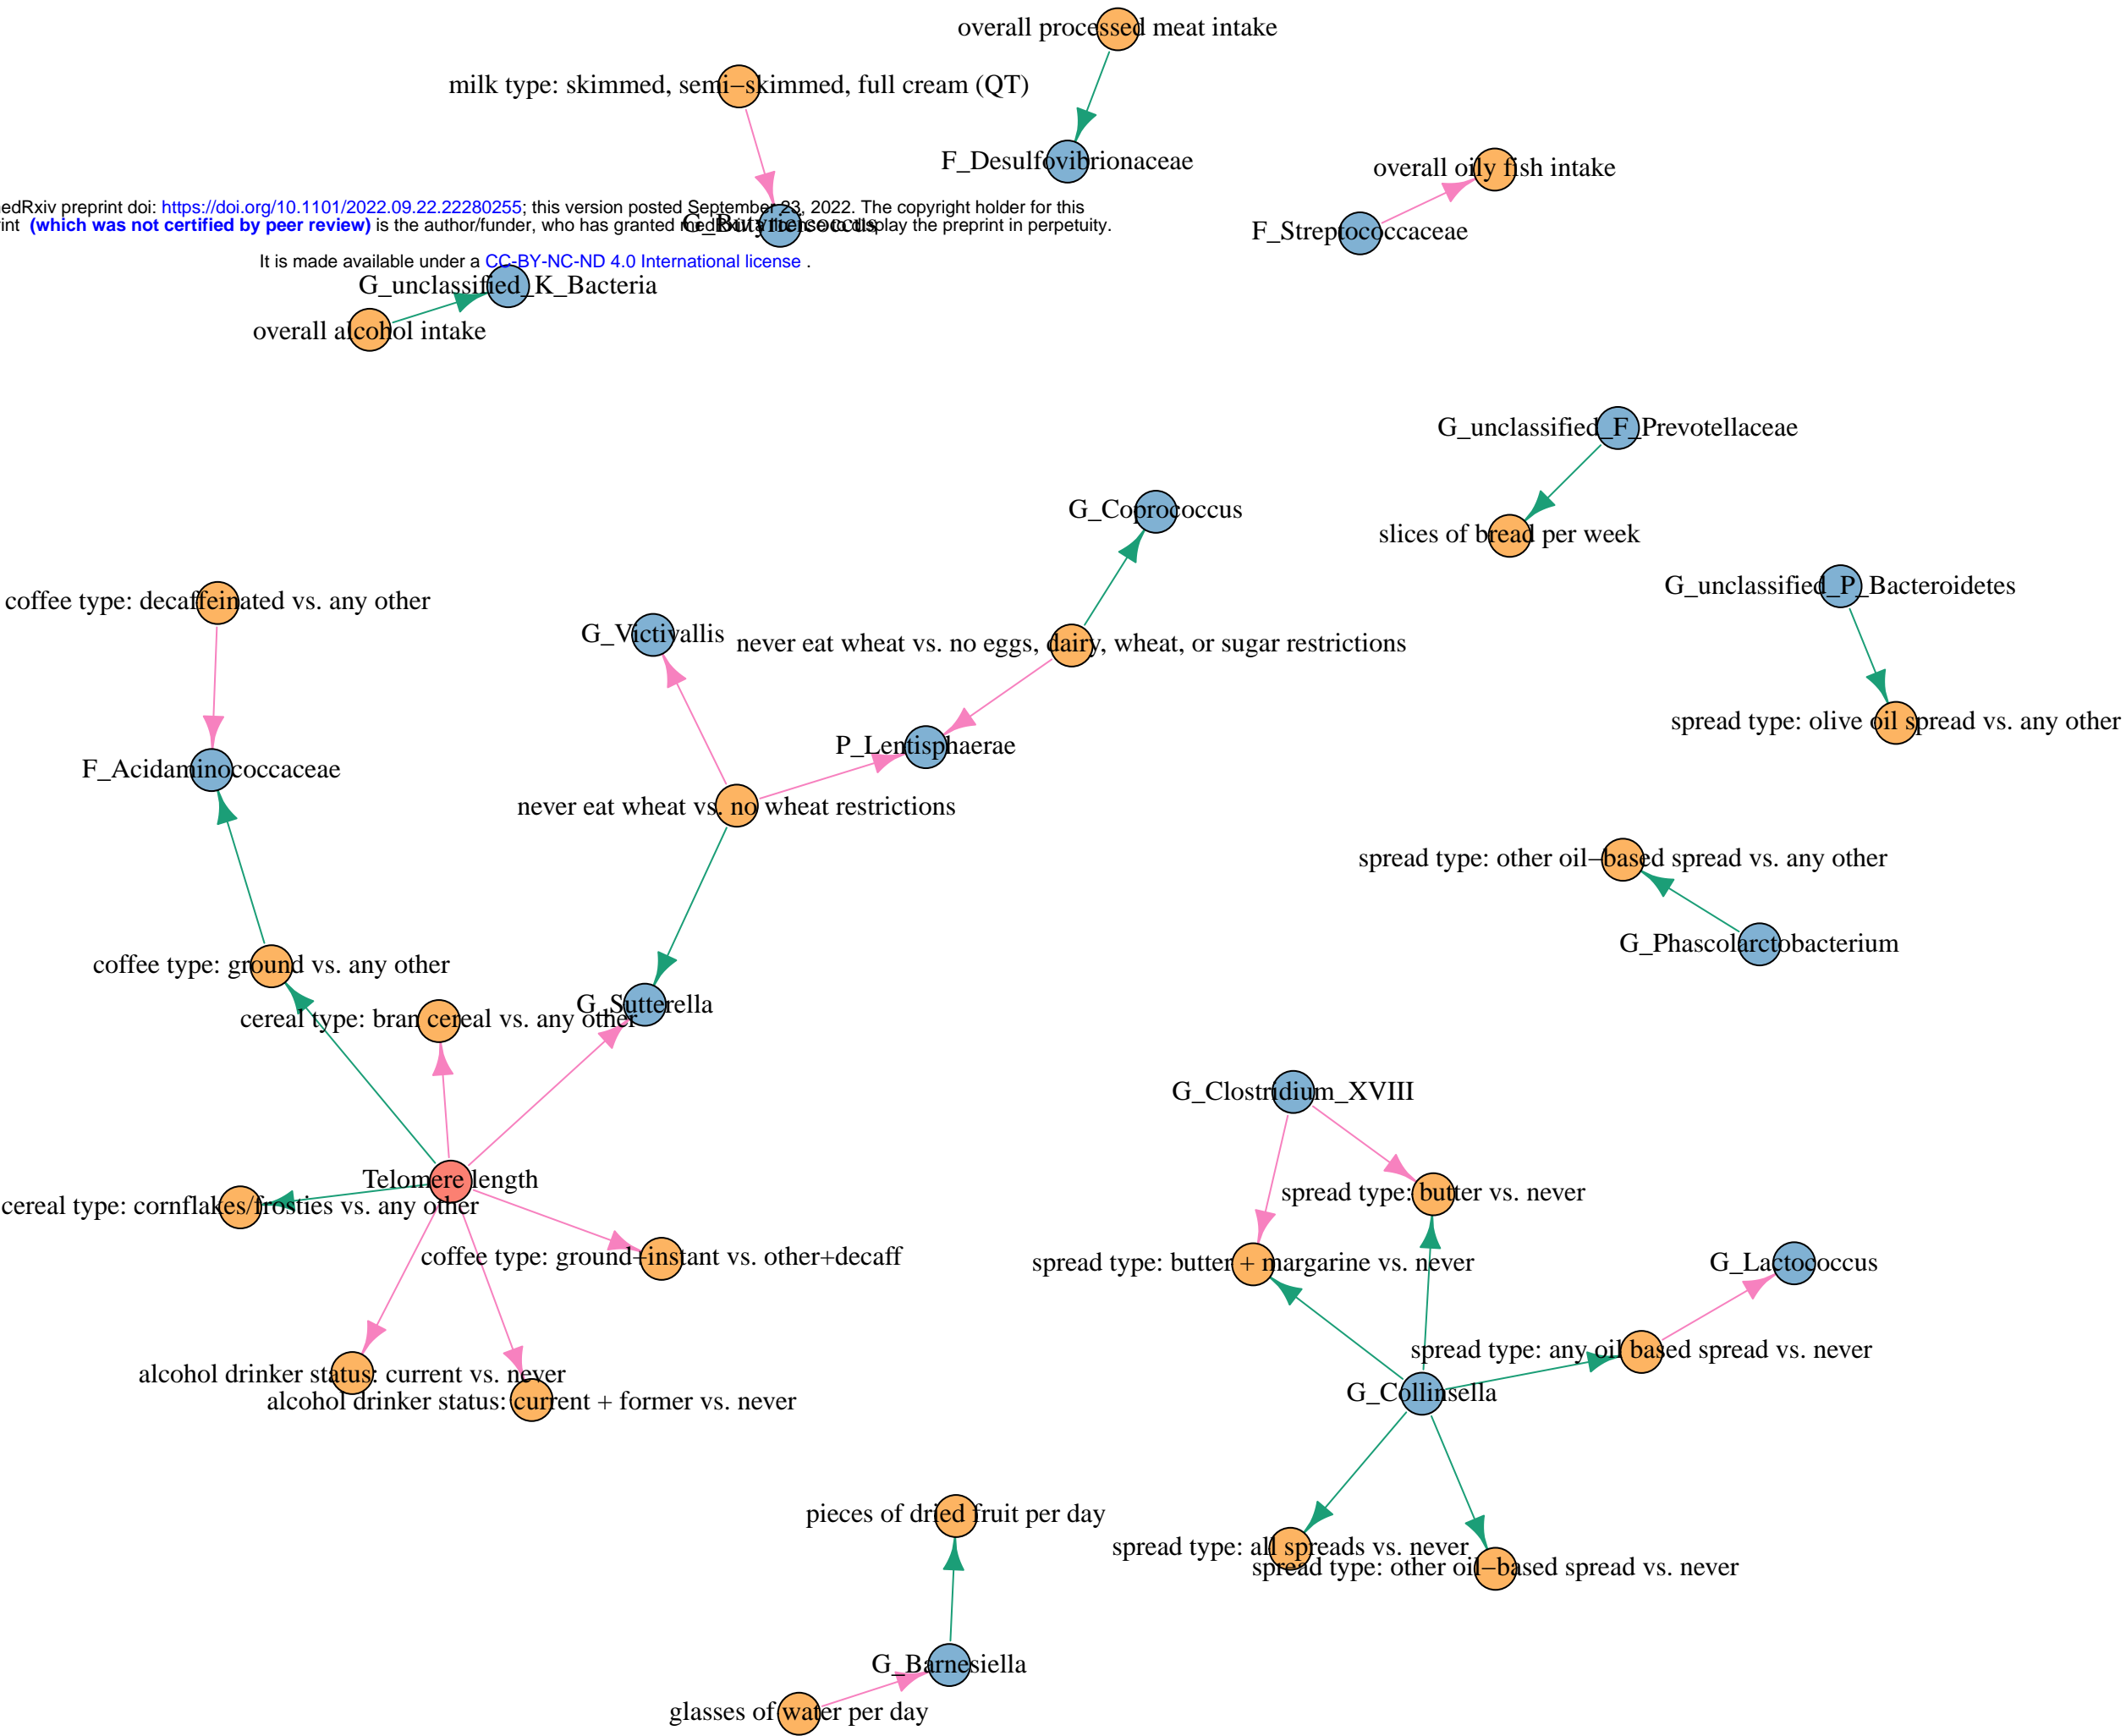 overall processed meat intake
milk type: skimmed, semi−skimmed, full cream (QT)
F_Desulfovibrionaceae
overall oily fish intake
edRxiv preprint doi: https://doi.org/10.1101/2022.09.22.22280255; this version posted September 23, 2022. The copyright holder for this
int (which was not certified by peer review) is the author/funder, who has granted medRxiv a license to display the preprint in perpetuity.
G_Butyricicoccus
F_Streptococcaceae
It is made available under a CC-BY-NC-ND 4.0 International license .
G_unclassified_K_Bacteria
overall alcohol intake
G_unclassified_F_Prevotellaceae
G_Coprococcus
slices of bread per week
G_unclassified_P_Bacteroidetes
coffee type: decaffeinated vs. any other
G_Victivallis
never eat wheat vs. no eggs, dairy, wheat, or sugar restrictions
spread type: olive oil spread vs. any other
P_Lentisphaerae
F_Acidaminococcaceae
never eat wheat vs. no wheat restrictions
spread type: other oil−based spread vs. any other
G_Phascolarctobacterium
coffee type: ground vs. any other
G_Sutterella
cereal type: bran cereal vs. any other
G_Clostridium_XVIII
Telomere length
spread type: butter vs. never
cereal type: cornflakes/frosties vs. any other
coffee type: ground+instant vs. other+decaff
spread type: butter + margarine vs. never
G_Lactococcus
spread type: any oil based spread vs. never
alcohol drinker status: current vs. never
G_Collinsella
alcohol drinker status: current + former vs. never
pieces of dried fruit per day
spread type: all spreads vs. never
spread type: other oil−based spread vs. never
G_Barnesiella
glasses of water per day